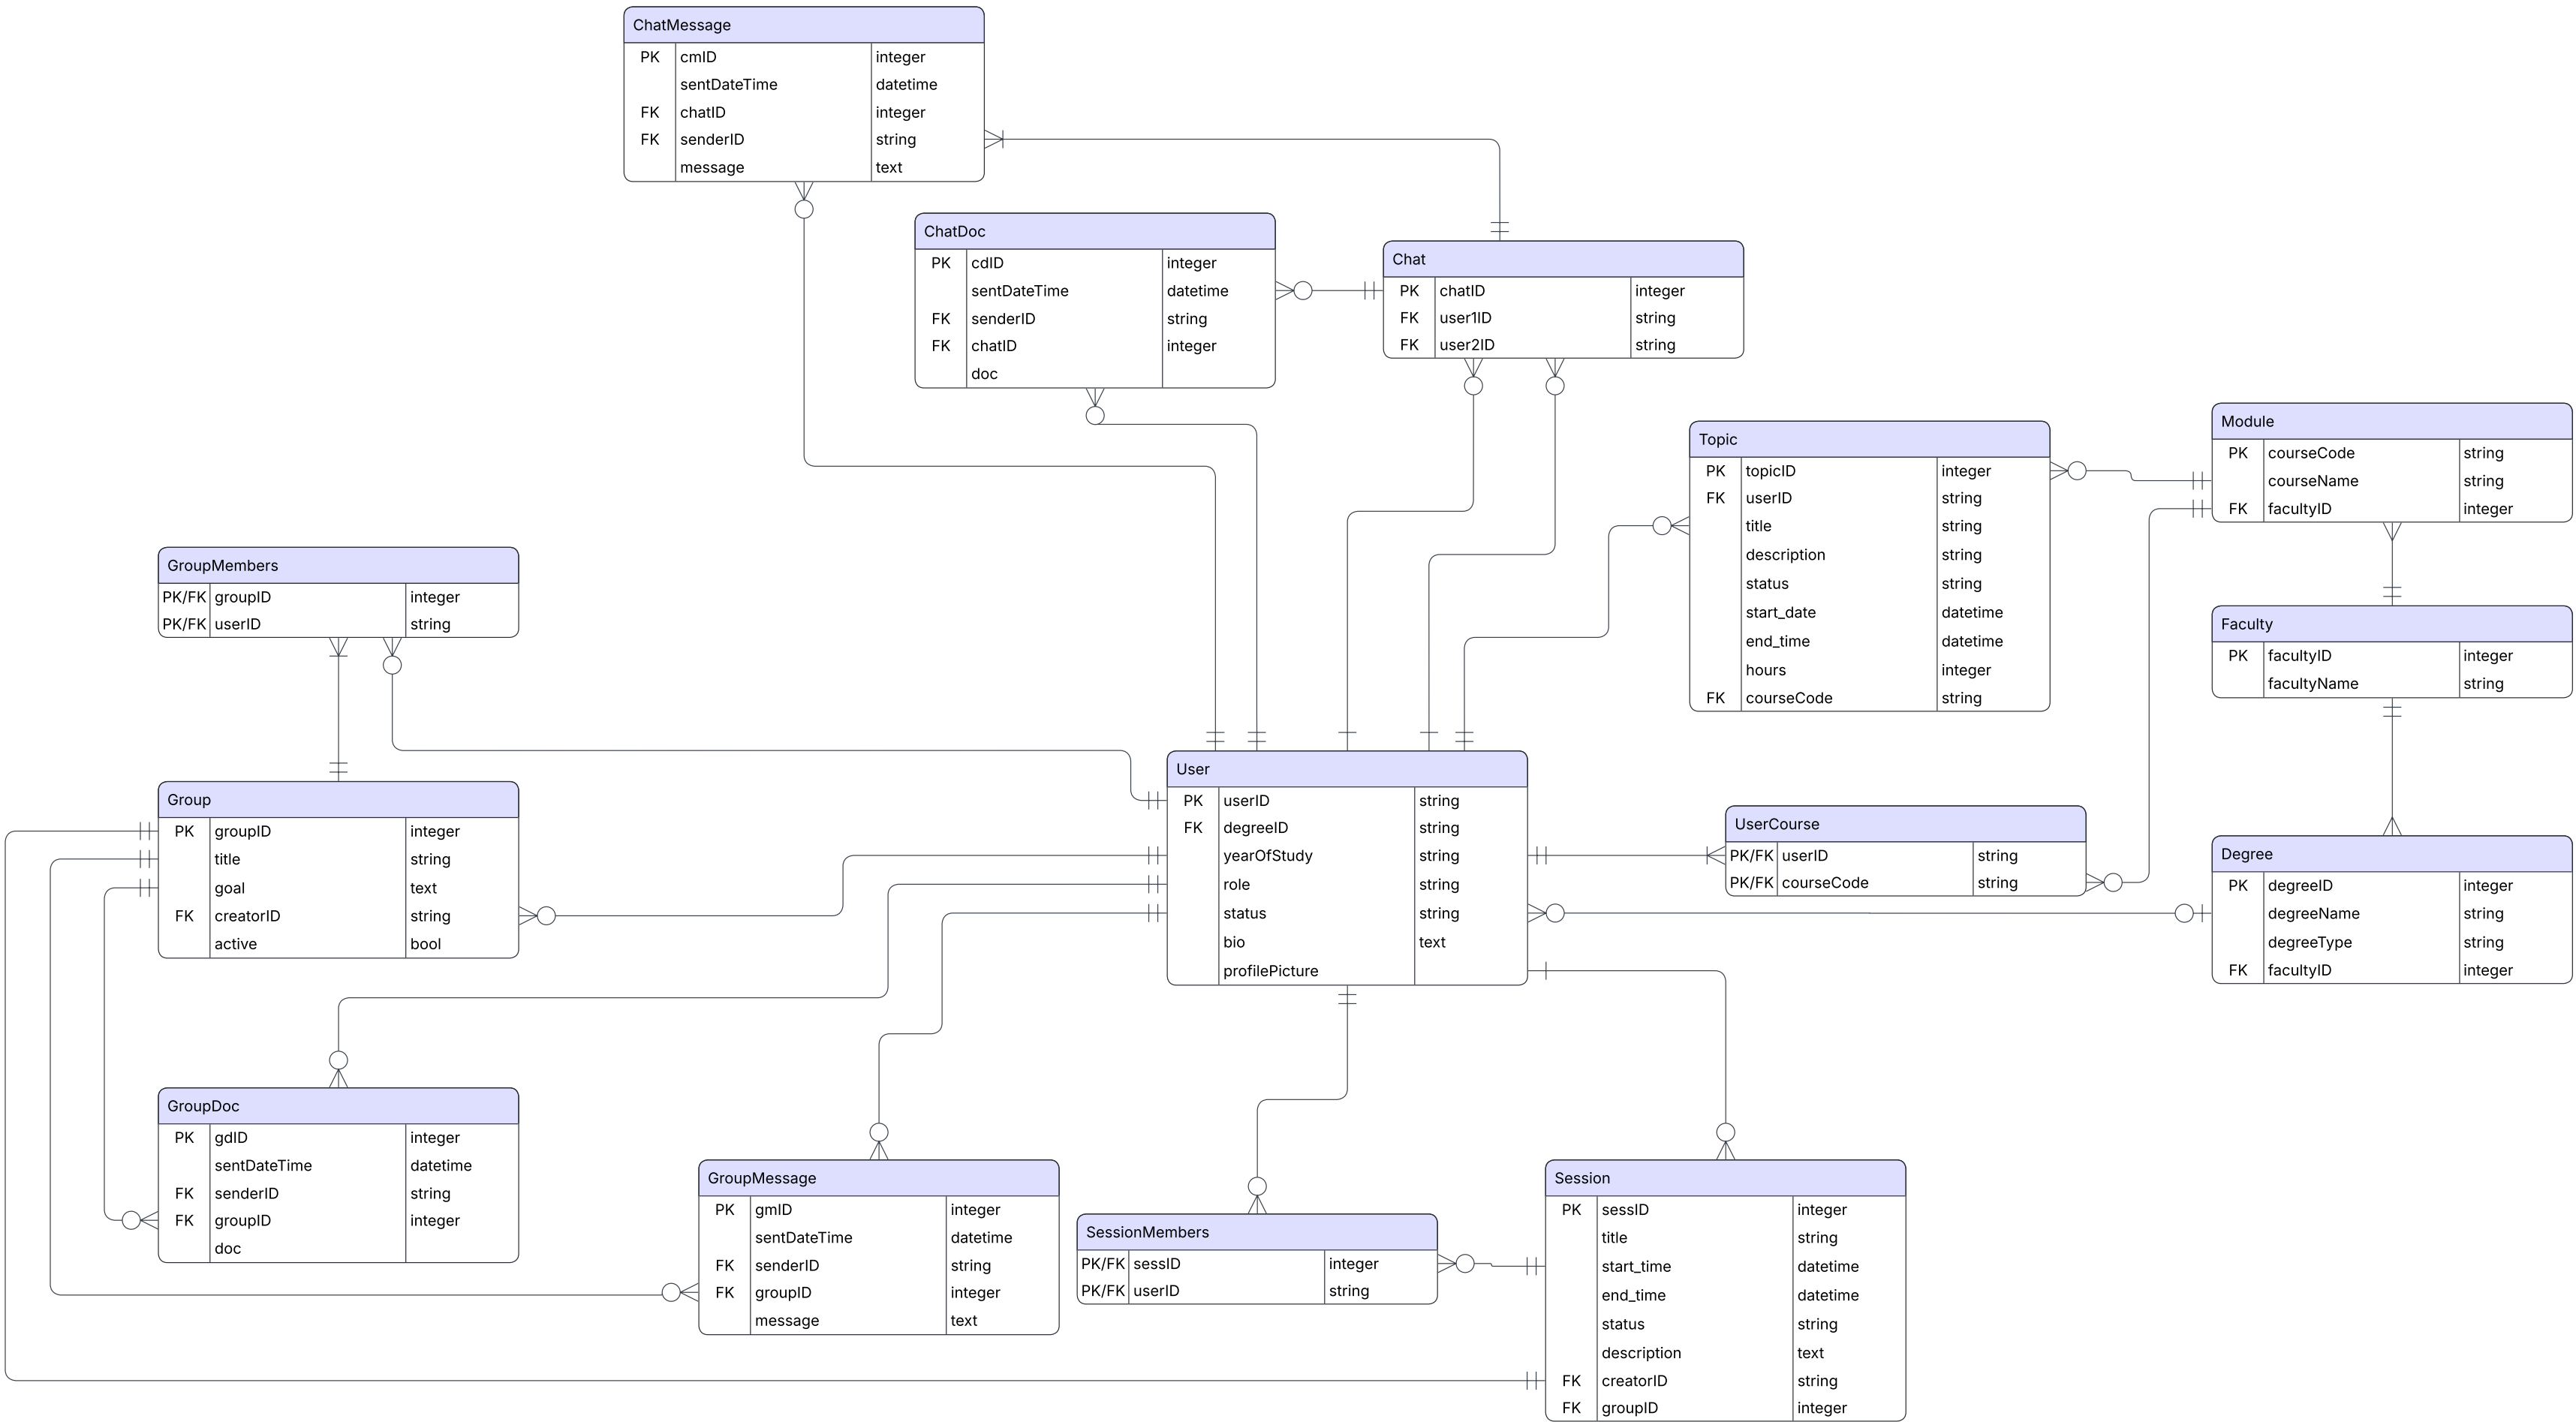 ChatMessage
PK cmID integer
sentDateTime datetime
FK chatID integer
FK senderID string
message text
ChatDoc
PK cdID integer
sentDateTime datetime
FK senderID string
FK chatID integer
doc
Chat
PK chatID integer
FK user1ID string
FK user2ID string
Topic
PK topicID integer
FK userID string
title string
description string
status string
start_date datetime
end_time datetime
hours integer
FK courseCode string
Module
PK courseCode string
courseName string
FK facultyID integer
GroupMembers
PK/FK groupID integer
PK/FK userID string
Faculty
PK facultyID integer
facultyName string
Group
PK groupID integer
title string
goal text
FK creatorID string
active bool
User
PK userID string
FK degreeID string
yearOfStudy string
role string
status string
bio text
profilePicture
UserCourse
PK/FK userID string
PK/FK courseCode string
Degree
PK degreeID integer
degreeName string
degreeType string
FK facultyID integer
GroupDoc
PK gdID integer
sentDateTime datetime
FK senderID string
FK groupID integer
doc
GroupMessage
PK gmID integer
sentDateTime datetime
FK senderID string
FK groupID integer
message text
SessionMembers
PK/FK sessID integer
PK/FK userID string
Session
PK sessID integer
title string
start_time datetime
end_time datetime
status string
description text
FK creatorID string
FK groupID integer